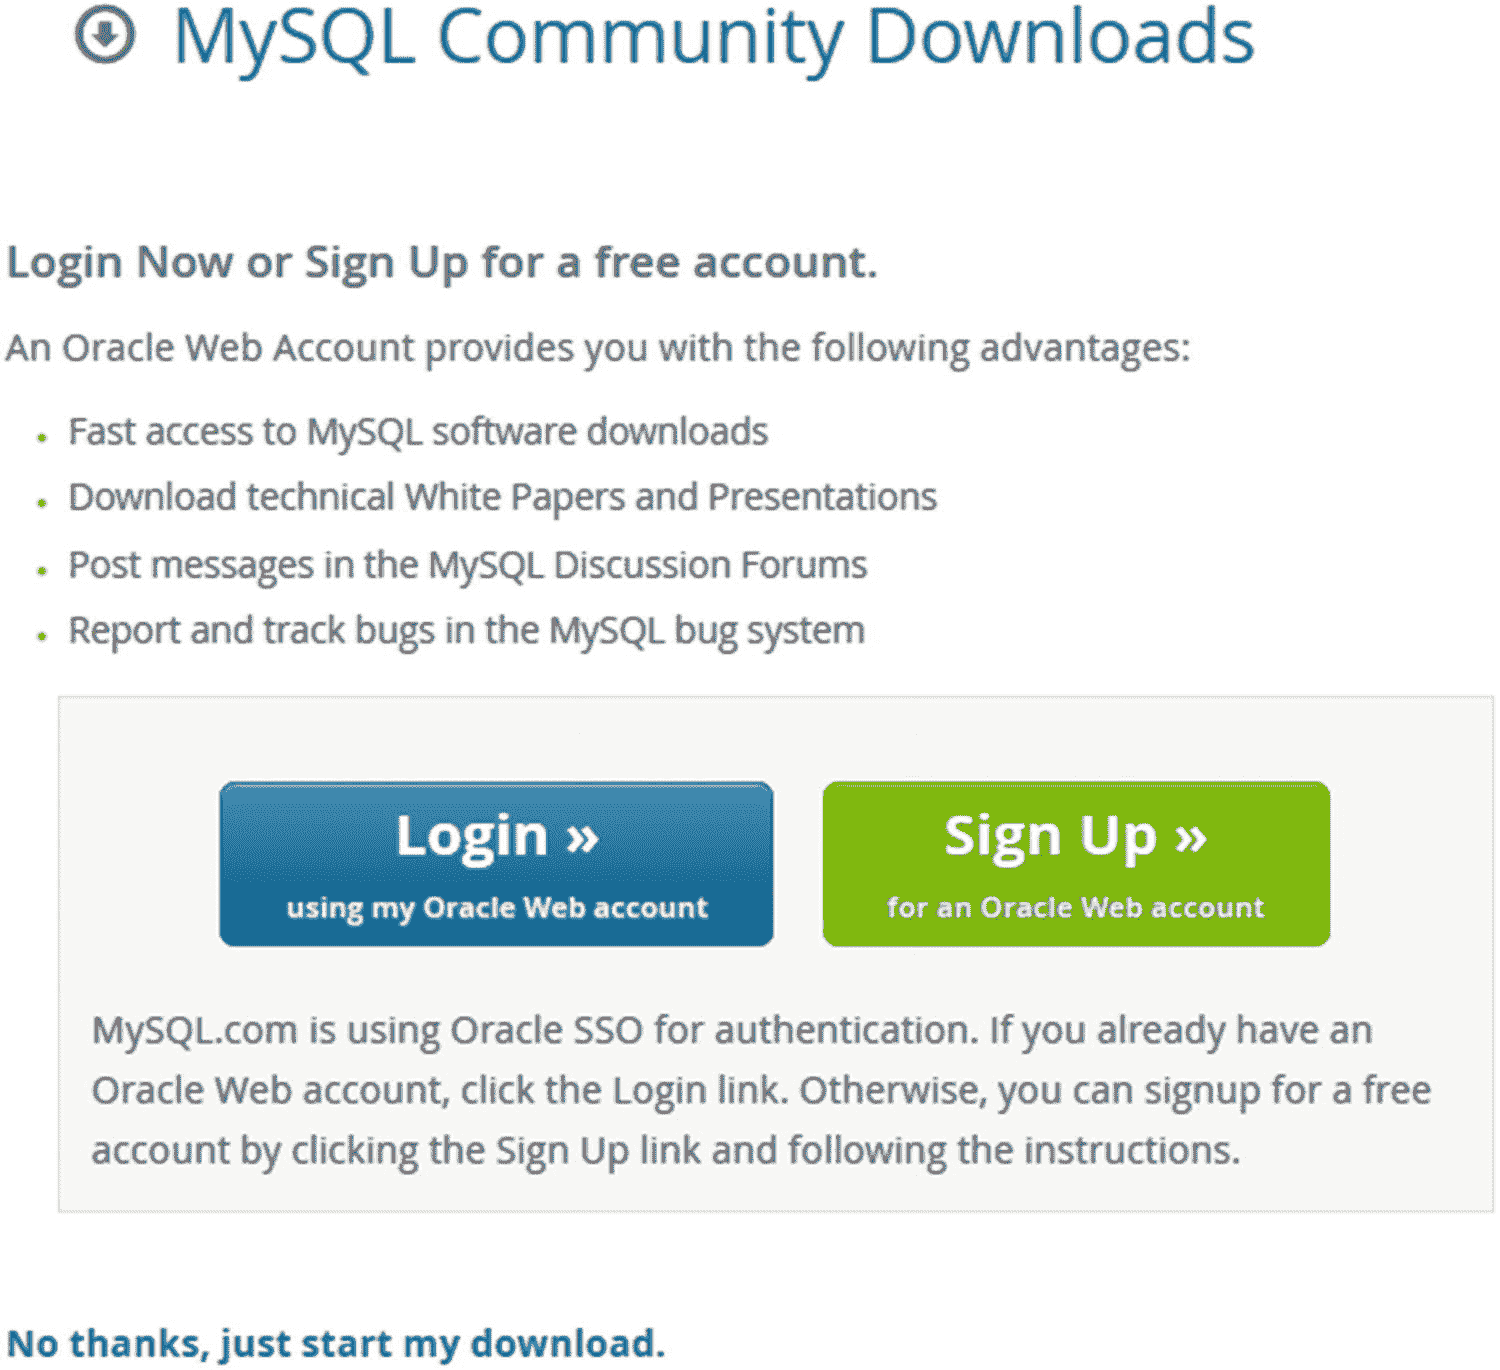 MySQL Community Downloads
Login Now or Sign Up for a free account.
An Oracle Web Account provides you with the following advantages:
Fast access to MySQL software downloads
Download technical White Papers and Presentations
Post messages in the MySQL Discussion Forums
Report and track bugs in the MySQL bug system
Login »
using my Oracle Web account
Sign Up »
for an Oracle Web account
MySQL.com is using Oracle SSO for authentication. If you already have an
Oracle Web account, click the Login link. Otherwise, you can signup for a free
account by clicking the Sign Up link and following the instructions.
No thanks, just start my download.